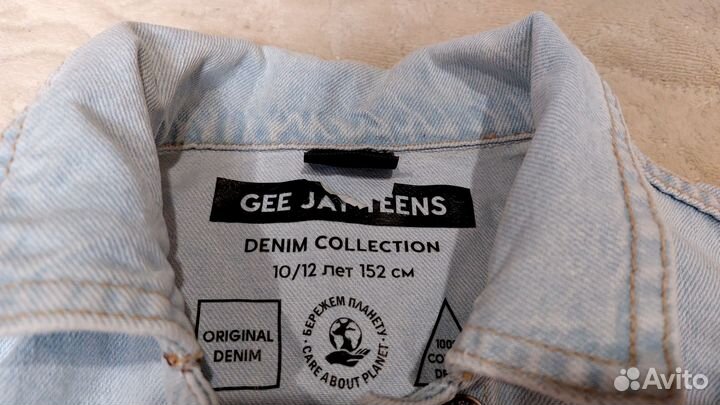 GEE JAY TEENS
DENIM COLLECTION
10/12 лет 152 см
ORIGINAL
DENIM
БЕРЕЖЕМ ПЛАНЕТУ
CARE ABOUT PLANET
Avito